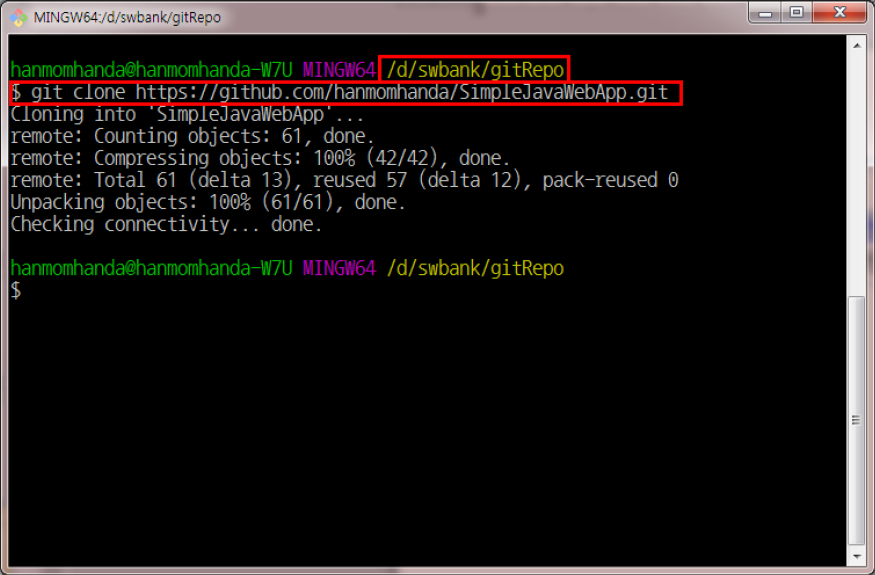 MINGW64:/d/swbank/gitRepo
hanmomhanda@hanmomhanda-W7U MINGW64 /d/swbank/gitRepo
$ git clone https://github.com/hanmomhanda/SimpleJavaWebApp.git
Cloning into 'SimpleJavaWebApp'...
remote: Counting objects: 61, done.
remote: Compressing objects: 100% (42/42), done.
remote: Total 61 (delta 13), reused 57 (delta 12), pack-reused 0
Unpacking objects: 100% (61/61), done.
Checking connectivity... done.
hanmomhanda@hanmomhanda-W7U MINGW64 /d/swbank/gitRepo
$